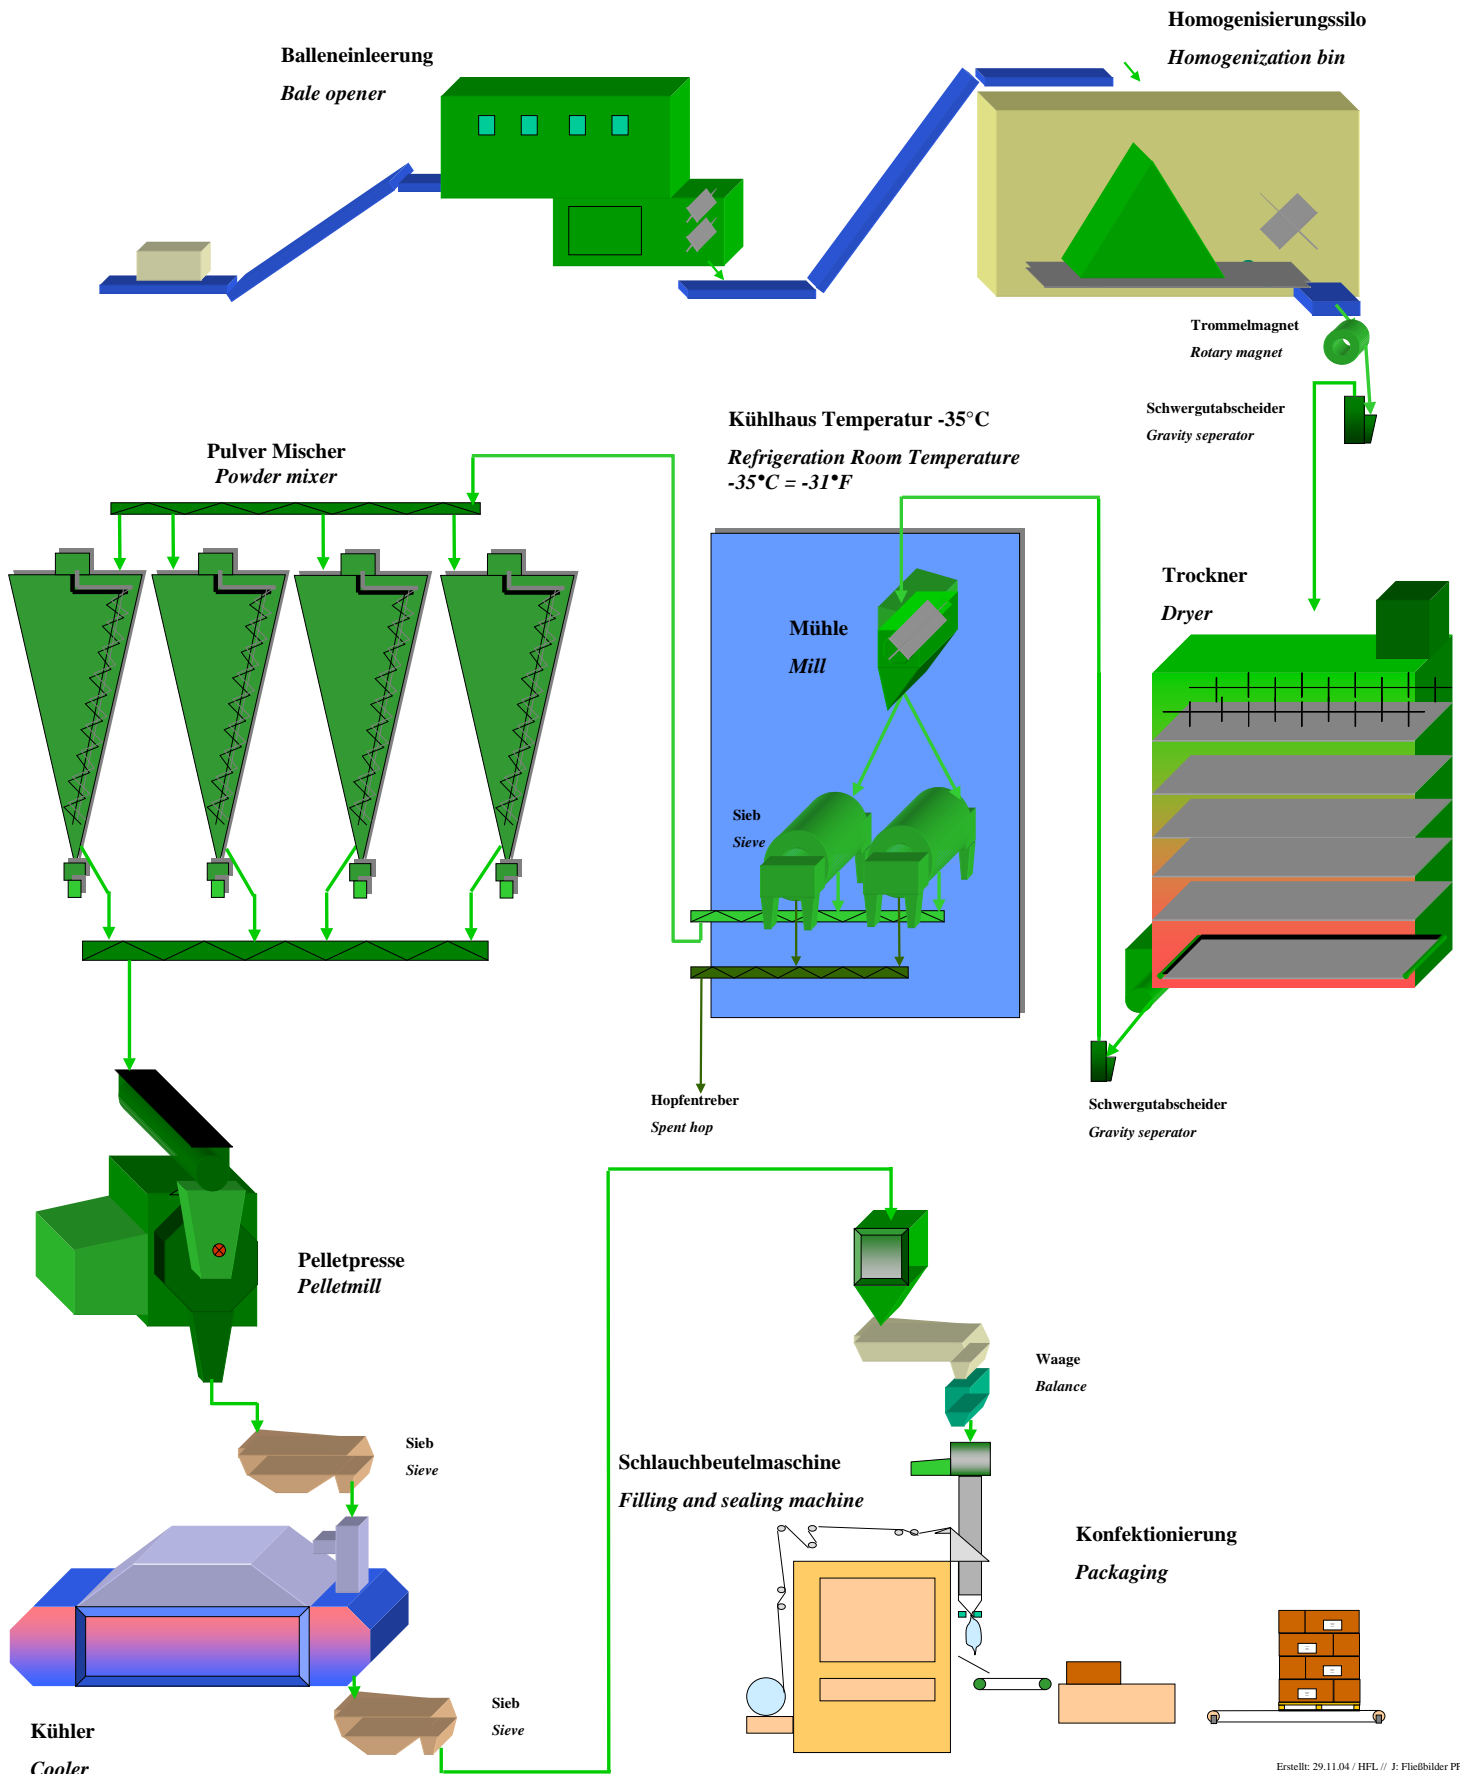 Homogenisierungssilo
Homogenization bin
Balleneinleerung
Bale opener
Trommelmagnet
Rotary magnet
Schwergutabscheider
Gravity seperator
Kühlhaus Temperatur -35°C
Refrigeration Room Temperature
-35°C = -31°F
Pulver Mischer
Powder mixer
Trockner
Dryer
Mühle
Mill
Sieb
Sieve
Hopfentreber
Spent hop
Schwergutabscheider
Gravity seperator
Pelletpresse
Pelletmill
Waage
Balance
Sieb
Sieve
Schlauchbeutelmaschine
Filling and sealing machine
Konfektionierung
Packaging
Sieb
Sieve
Kühler
Cooler
Erstellt: 29.11.04 / HFL // J: Fließbilder PF